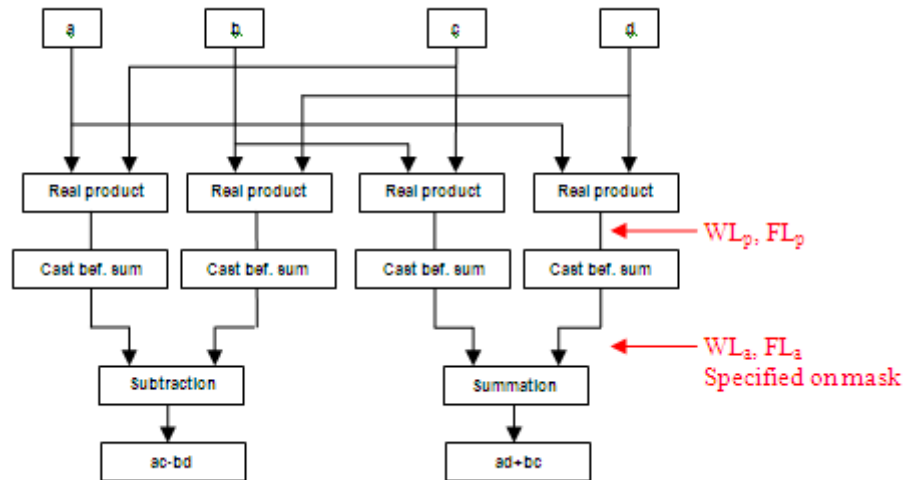 a b c d
Real product Real product Real product Real product
WLp, FLp
Cast bef. sum Cast bef. sum Cast bef. sum Cast bef. sum
WLa, FLa
Specified on mask
Subtraction Summation
ac-bd ad+bc